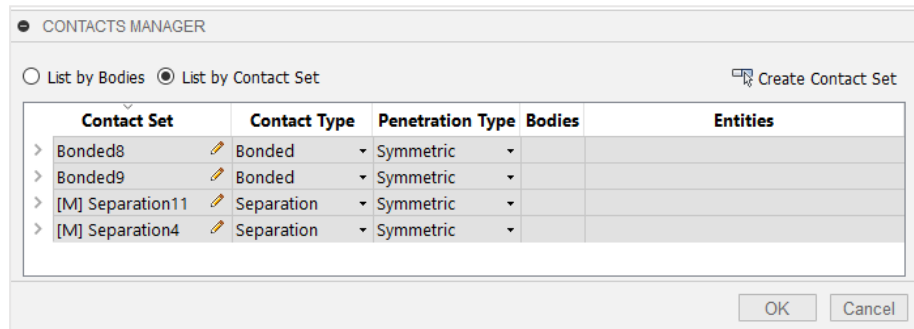 CONTACTS MANAGER
List by Bodies List by Contact Set Create Contact Set
Contact Set Contact Type Penetration Type Bodies Entities
Bonded8 Bonded Symmetric
Bonded9 Bonded Symmetric
[M] Separation11 Separation Symmetric
[M] Separation4 Separation Symmetric
OK Cancel